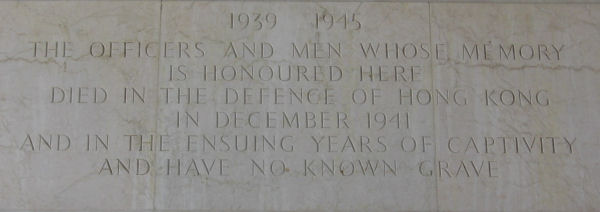 1939 1945
THE OFFICERS AND MEN WHOSE MEMORY
IS HONOURED HERE
DIED IN THE DEFENCE OF HONG KONG
IN DECEMBER 1941
AND IN THE ENSUING YEARS OF CAPTIVITY
AND HAVE NO KNOWN GRAVE